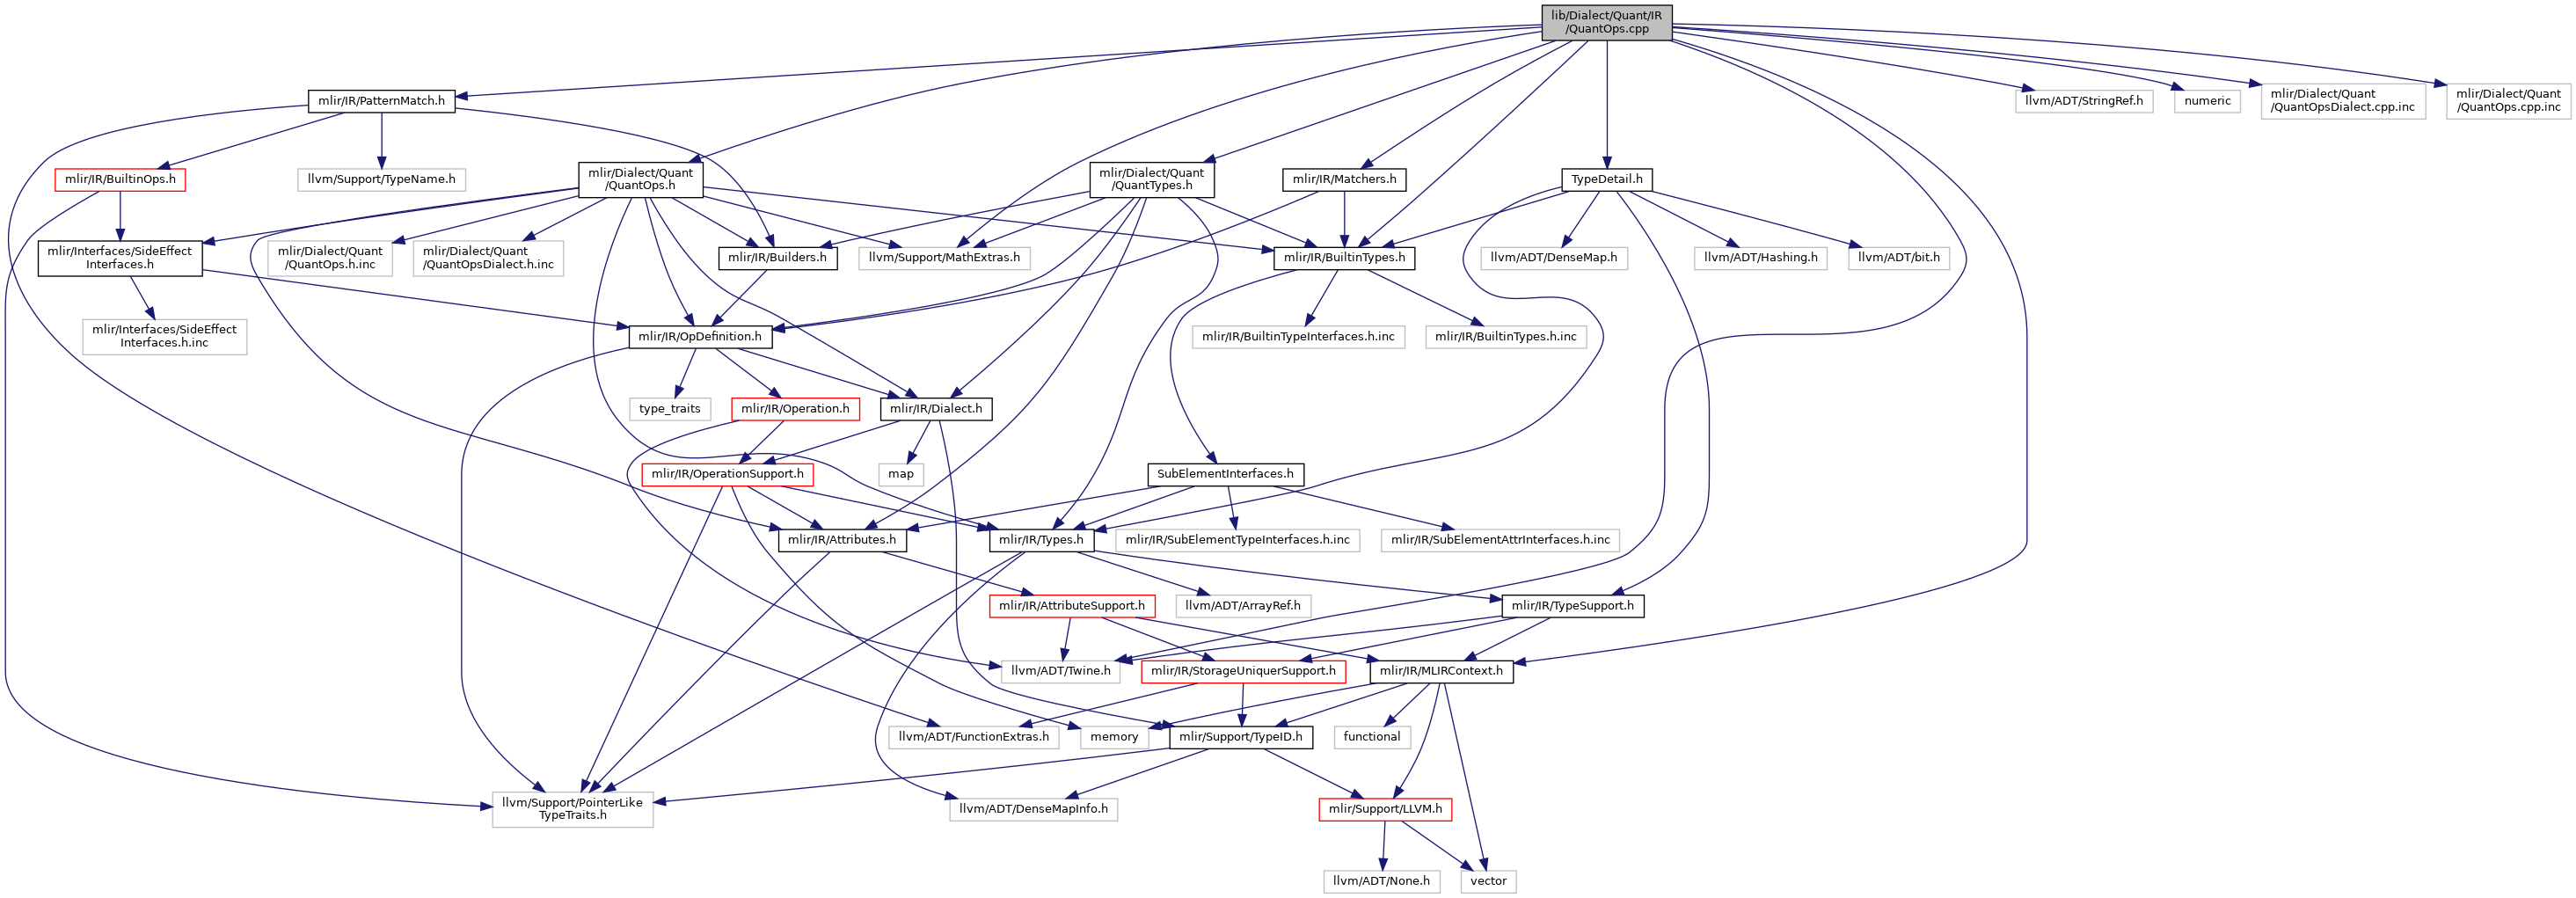 lib/Dialect/Quant/IR
/QuantOps.cpp
mlir/IR/PatternMatch.h
llvm/ADT/StringRef.h
numeric
mlir/Dialect/Quant
/QuantOpsDialect.cpp.inc
mlir/Dialect/Quant
/QuantOps.cpp.inc
mlir/IR/BuiltinOps.h
llvm/Support/TypeName.h
mlir/Dialect/Quant
/QuantOps.h
mlir/Dialect/Quant
/QuantTypes.h
mlir/IR/Matchers.h
TypeDetail.h
mlir/Interfaces/SideEffect
Interfaces.h
mlir/Dialect/Quant
/QuantOps.h.inc
mlir/Dialect/Quant
/QuantOpsDialect.h.inc
mlir/IR/Builders.h
llvm/Support/MathExtras.h
mlir/IR/BuiltinTypes.h
llvm/ADT/DenseMap.h
llvm/ADT/Hashing.h
llvm/ADT/bit.h
mlir/Interfaces/SideEffect
Interfaces.h.inc
mlir/IR/OpDefinition.h
mlir/IR/BuiltinTypeInterfaces.h.inc
mlir/IR/BuiltinTypes.h.inc
type_traits
mlir/IR/Operation.h
mlir/IR/Dialect.h
mlir/IR/OperationSupport.h
map
SubElementInterfaces.h
mlir/IR/Attributes.h
mlir/IR/Types.h
mlir/IR/SubElementTypeInterfaces.h.inc
mlir/IR/SubElementAttrInterfaces.h.inc
mlir/IR/AttributeSupport.h
llvm/ADT/ArrayRef.h
mlir/IR/TypeSupport.h
llvm/ADT/Twine.h
mlir/IR/StorageUniquerSupport.h
mlir/IR/MLIRContext.h
llvm/ADT/FunctionExtras.h
memory
mlir/Support/TypeID.h
functional
llvm/Support/PointerLike
TypeTraits.h
llvm/ADT/DenseMapInfo.h
mlir/Support/LLVM.h
llvm/ADT/None.h
vector